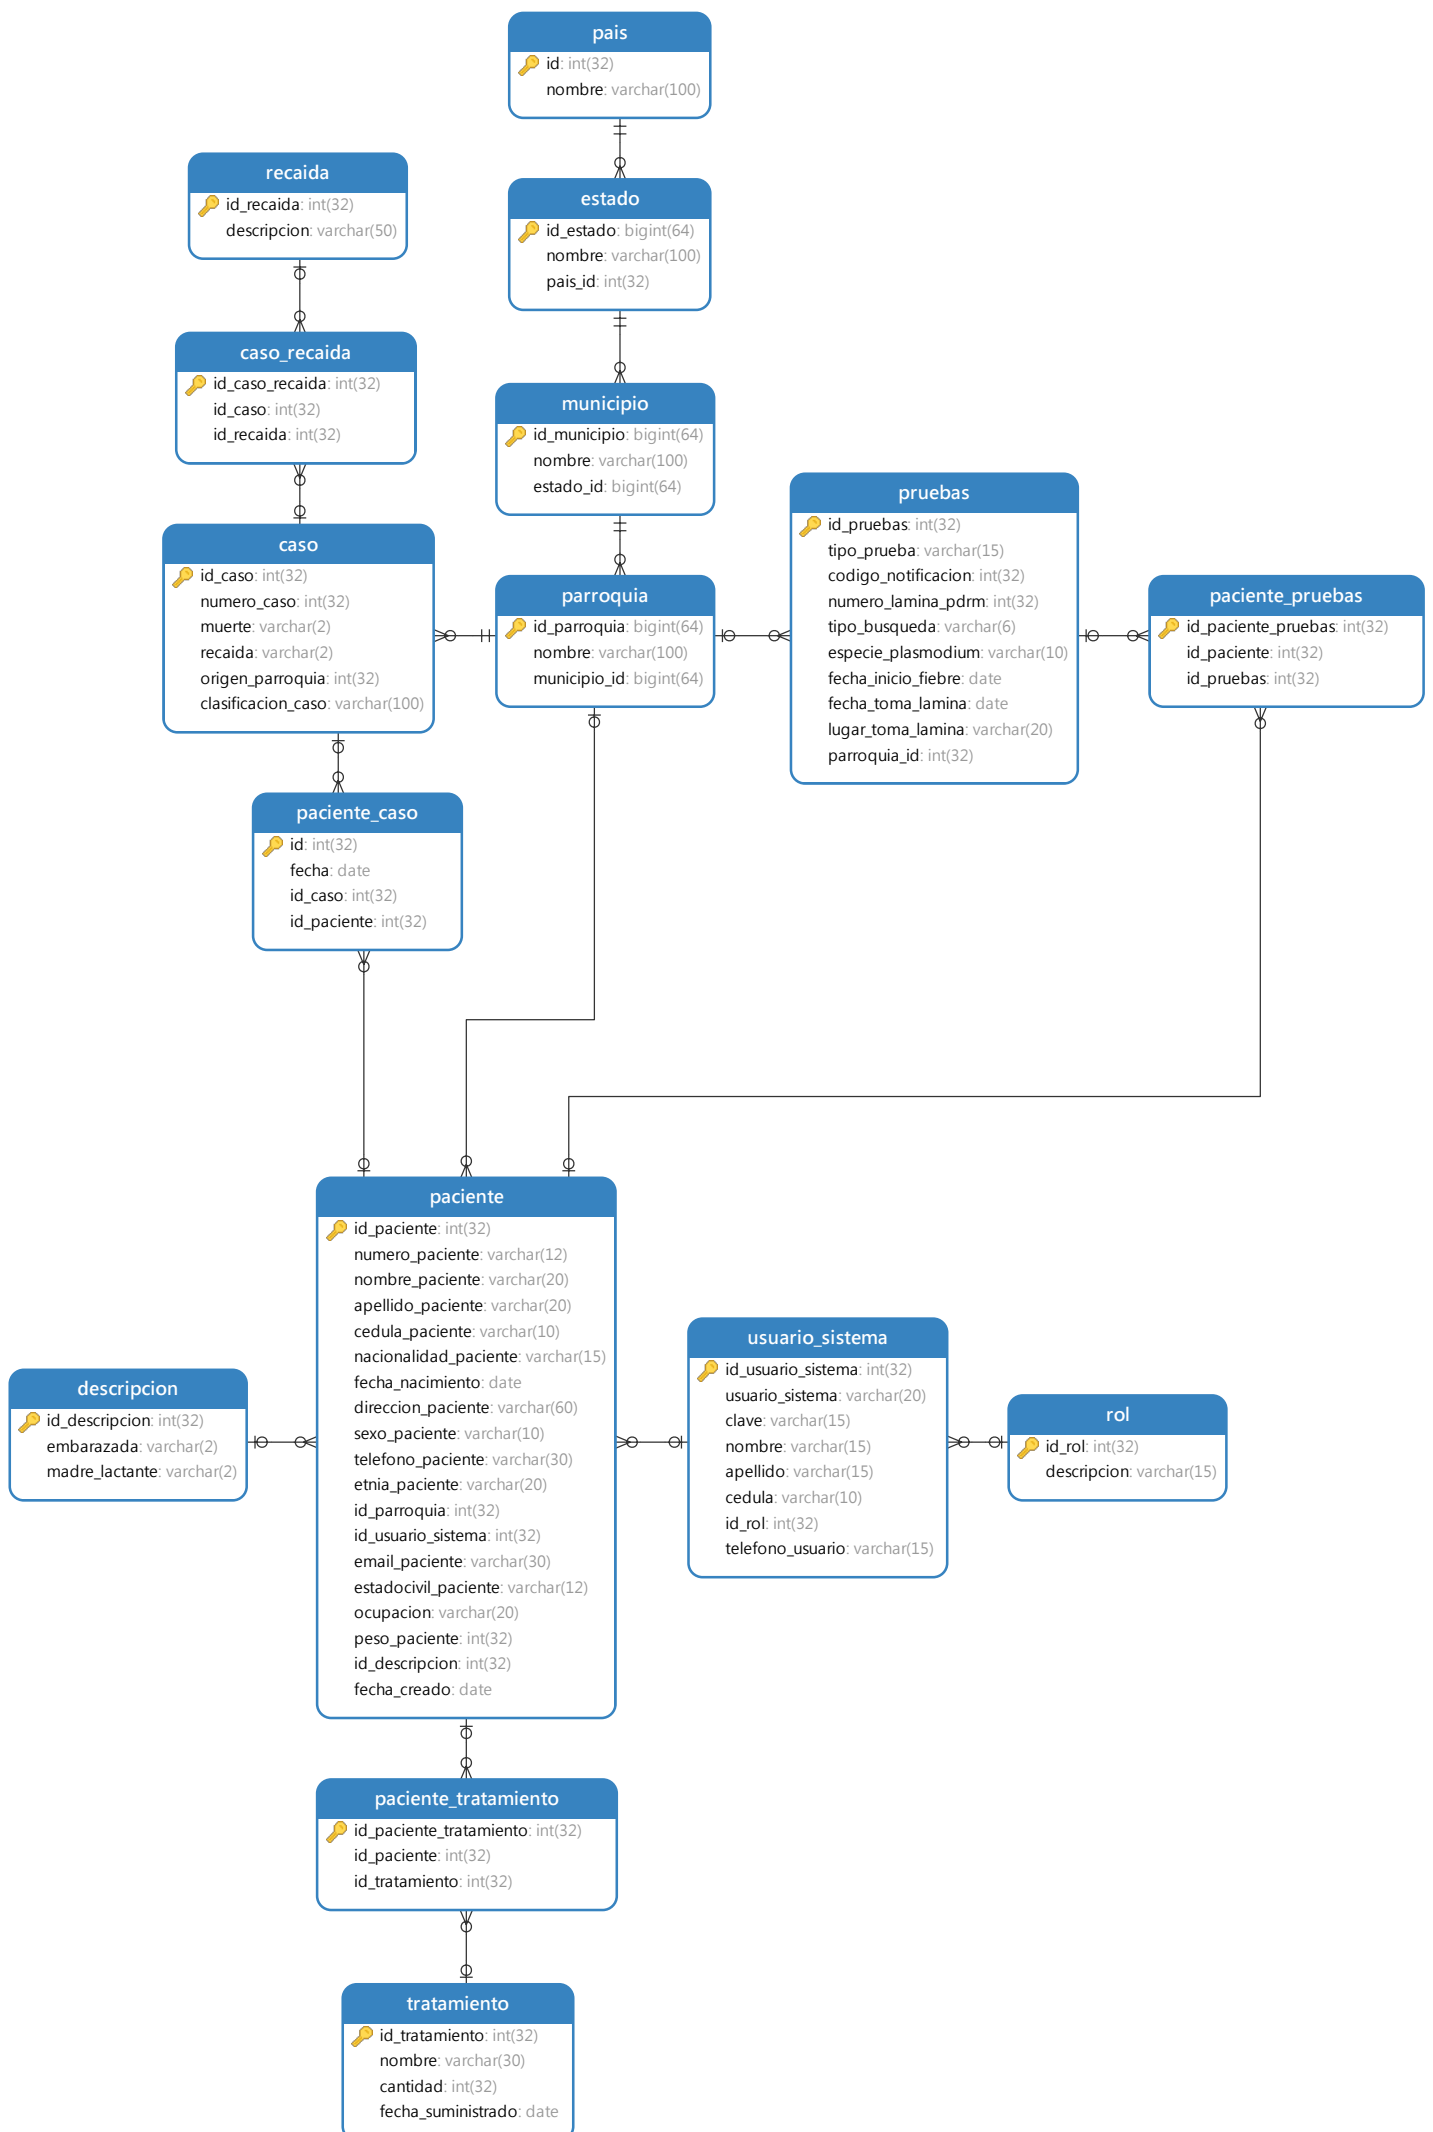 pais
id: int(32)
nombre: varchar(100)
recaida
id_recaida: int(32)
descripcion: varchar(50)
estado
id_estado: bigint(64)
nombre: varchar(100)
pais_id: int(32)
caso_recaida
id_caso_recaida: int(32)
id_caso: int(32)
id_recaida: int(32)
municipio
id_municipio: bigint(64)
nombre: varchar(100)
estado_id: bigint(64)
caso
id_caso: int(32)
numero_caso: int(32)
muerte: varchar(2)
recaida: varchar(2)
origen_parroquia: int(32)
clasificacion_caso: varchar(100)
parroquia
id_parroquia: bigint(64)
nombre: varchar(100)
municipio_id: bigint(64)
pruebas
id_pruebas: int(32)
tipo_prueba: varchar(15)
codigo_notificacion: int(32)
numero_lamina_pdrm: int(32)
tipo_busqueda: varchar(6)
especie_plasmodium: varchar(10)
fecha_inicio_fiebre: date
fecha_toma_lamina: date
lugar_toma_lamina: varchar(20)
parroquia_id: int(32)
paciente_pruebas
id_paciente_pruebas: int(32)
id_paciente: int(32)
id_pruebas: int(32)
paciente_caso
id: int(32)
fecha: date
id_caso: int(32)
id_paciente: int(32)
paciente
id_paciente: int(32)
numero_paciente: varchar(12)
nombre_paciente: varchar(20)
apellido_paciente: varchar(20)
cedula_paciente: varchar(10)
nacionalidad_paciente: varchar(15)
fecha_nacimiento: date
direccion_paciente: varchar(60)
sexo_paciente: varchar(10)
telefono_paciente: varchar(30)
etnia_paciente: varchar(20)
id_parroquia: int(32)
id_usuario_sistema: int(32)
email_paciente: varchar(30)
estadocivil_paciente: varchar(12)
ocupacion: varchar(20)
peso_paciente: int(32)
id_descripcion: int(32)
fecha_creado: date
usuario_sistema
id_usuario_sistema: int(32)
usuario_sistema: varchar(20)
clave: varchar(15)
nombre: varchar(15)
apellido: varchar(15)
cedula: varchar(10)
id_rol: int(32)
telefono_usuario: varchar(15)
descripcion
id_descripcion: int(32)
embarazada: varchar(2)
madre_lactante: varchar(2)
rol
id_rol: int(32)
descripcion: varchar(15)
paciente_tratamiento
id_paciente_tratamiento: int(32)
id_paciente: int(32)
id_tratamiento: int(32)
tratamiento
id_tratamiento: int(32)
nombre: varchar(30)
cantidad: int(32)
fecha_suministrado: date